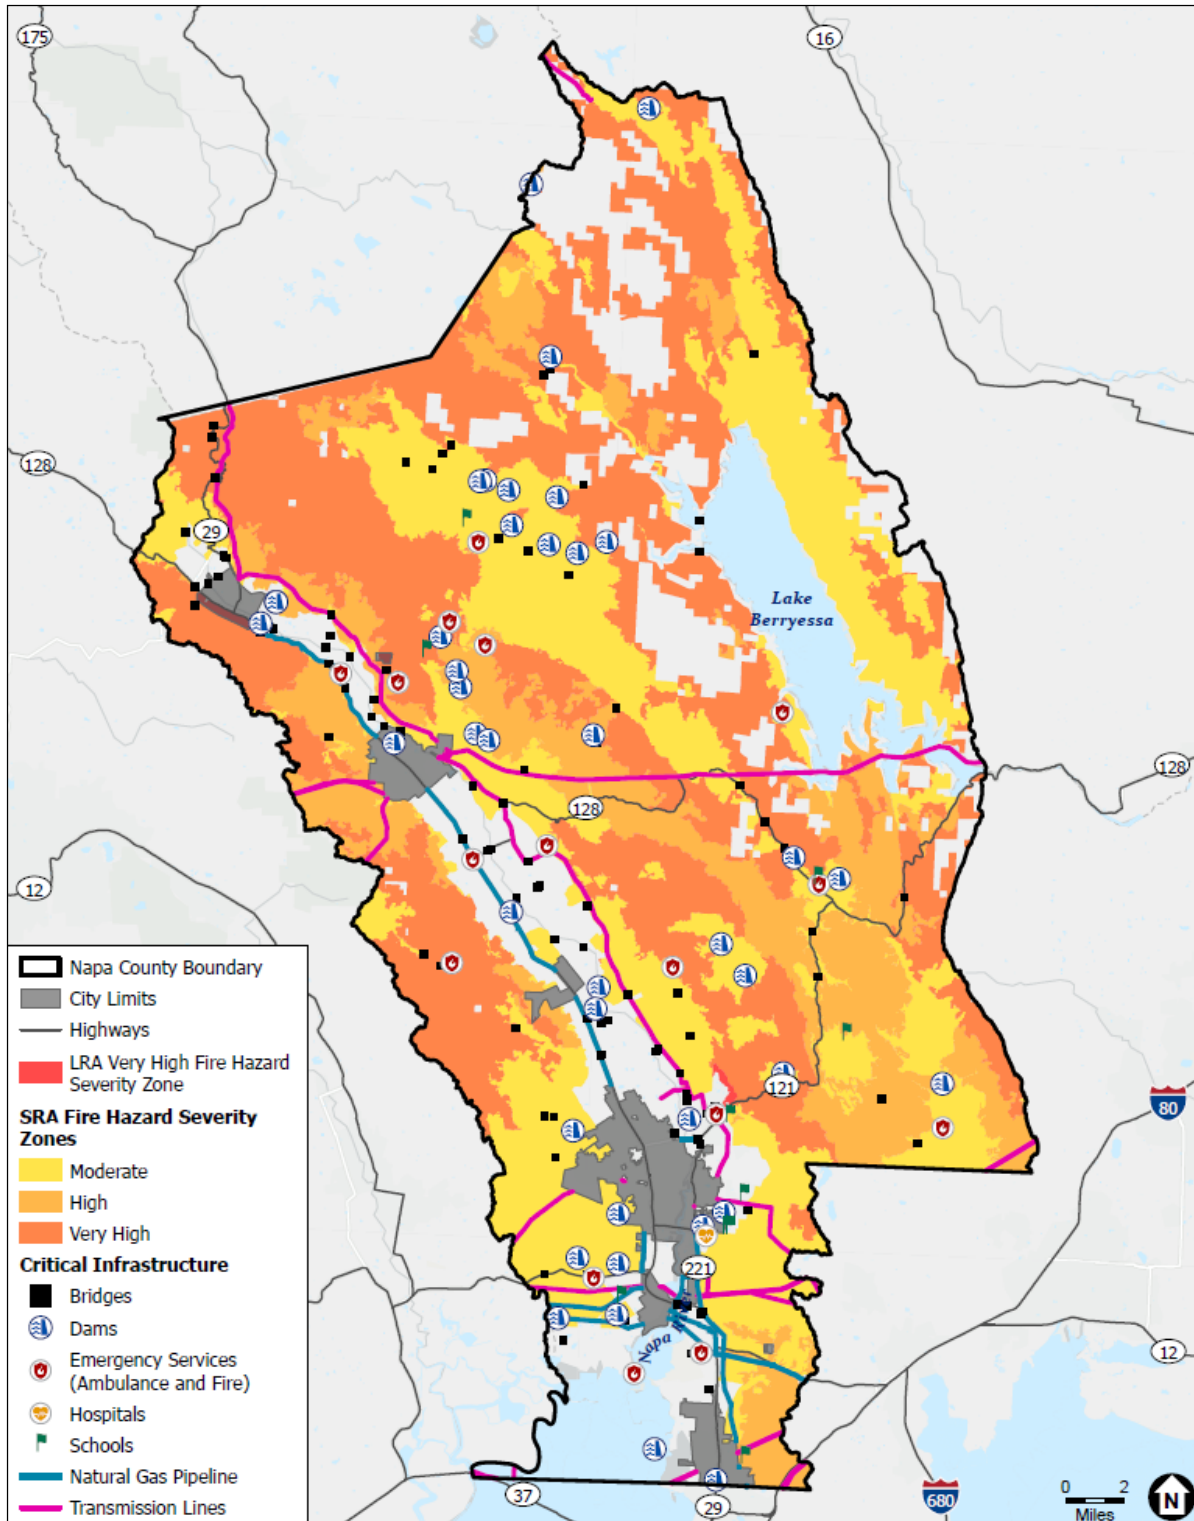 175
16
128
29
Lake
Berryessa
128
128
12
121
80
221
Napa River
12
37
29
680
Napa County Boundary
City Limits
Highways
LRA Very High Fire Hazard
Severity Zone
SRA Fire Hazard Severity
Zones
Moderate
High
Very High
Critical Infrastructure
Bridges
Dams
Emergency Services
(Ambulance and Fire)
Hospitals
Schools
Natural Gas Pipeline
Transmission Lines
0 2
Miles
N